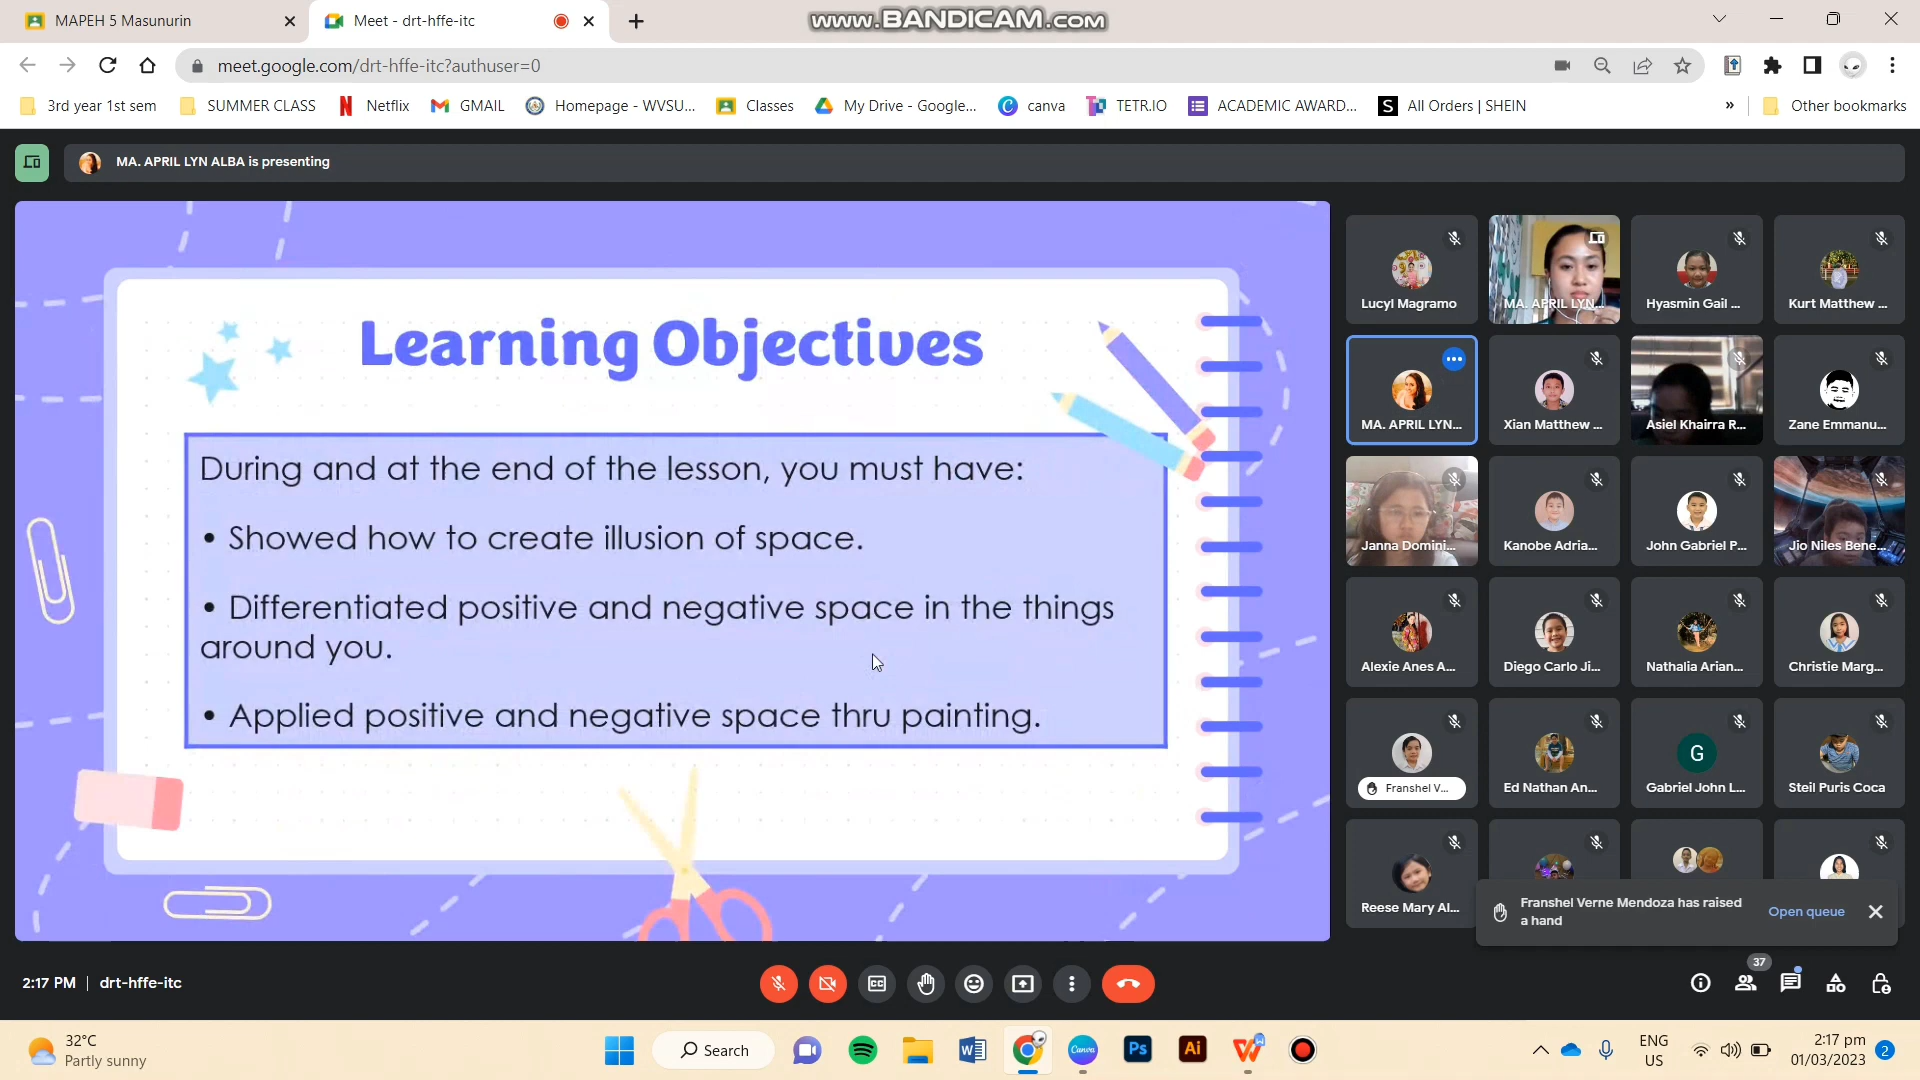 MAPEH 5 Masunurin
Meet - drt-hffe-itc
www.BANDICAM.com
meet.google.com/drt-hffe-itc?authuser=0
3rd year 1st sem
SUMMER CLASS
Netflix
GMAIL
Homepage - WVSU...
Classes
My Drive - Google...
canva
TETR.IO
ACADEMIC AWARD...
All Orders | SHEIN
»
Other bookmarks
MA. APRIL LYN ALBA is presenting
Learning Objectives
During and at the end of the lesson, you must have:
• Showed how to create illusion of space.
• Differentiated positive and negative space in the things
around you.
• Applied positive and negative space thru painting.
Lucyl Magramo
MA. APRIL LYN...
Hyasmin Gail ...
Kurt Matthew ...
MA. APRIL LYN...
Xian Matthew ...
Asiel Khairra R...
Zane Emmanu...
Janna Domini...
Kanobe Adria...
John Gabriel P...
Jio Niles Bene...
Alexie Anes A...
Diego Carlo Ji...
Nathalia Arian...
Christie Marg...
Franshel V...
Ed Nathan An...
G
Gabriel John L...
Steil Puris Coca
Reese Mary Al...
Franshel Verne Mendoza has raised
a hand
Open queue
2:17 PM | drt-hffe-itc
37
32°C
Partly sunny
Search
Canva
Ps
Ai
ENG
US
2:17 pm
01/03/2023
2